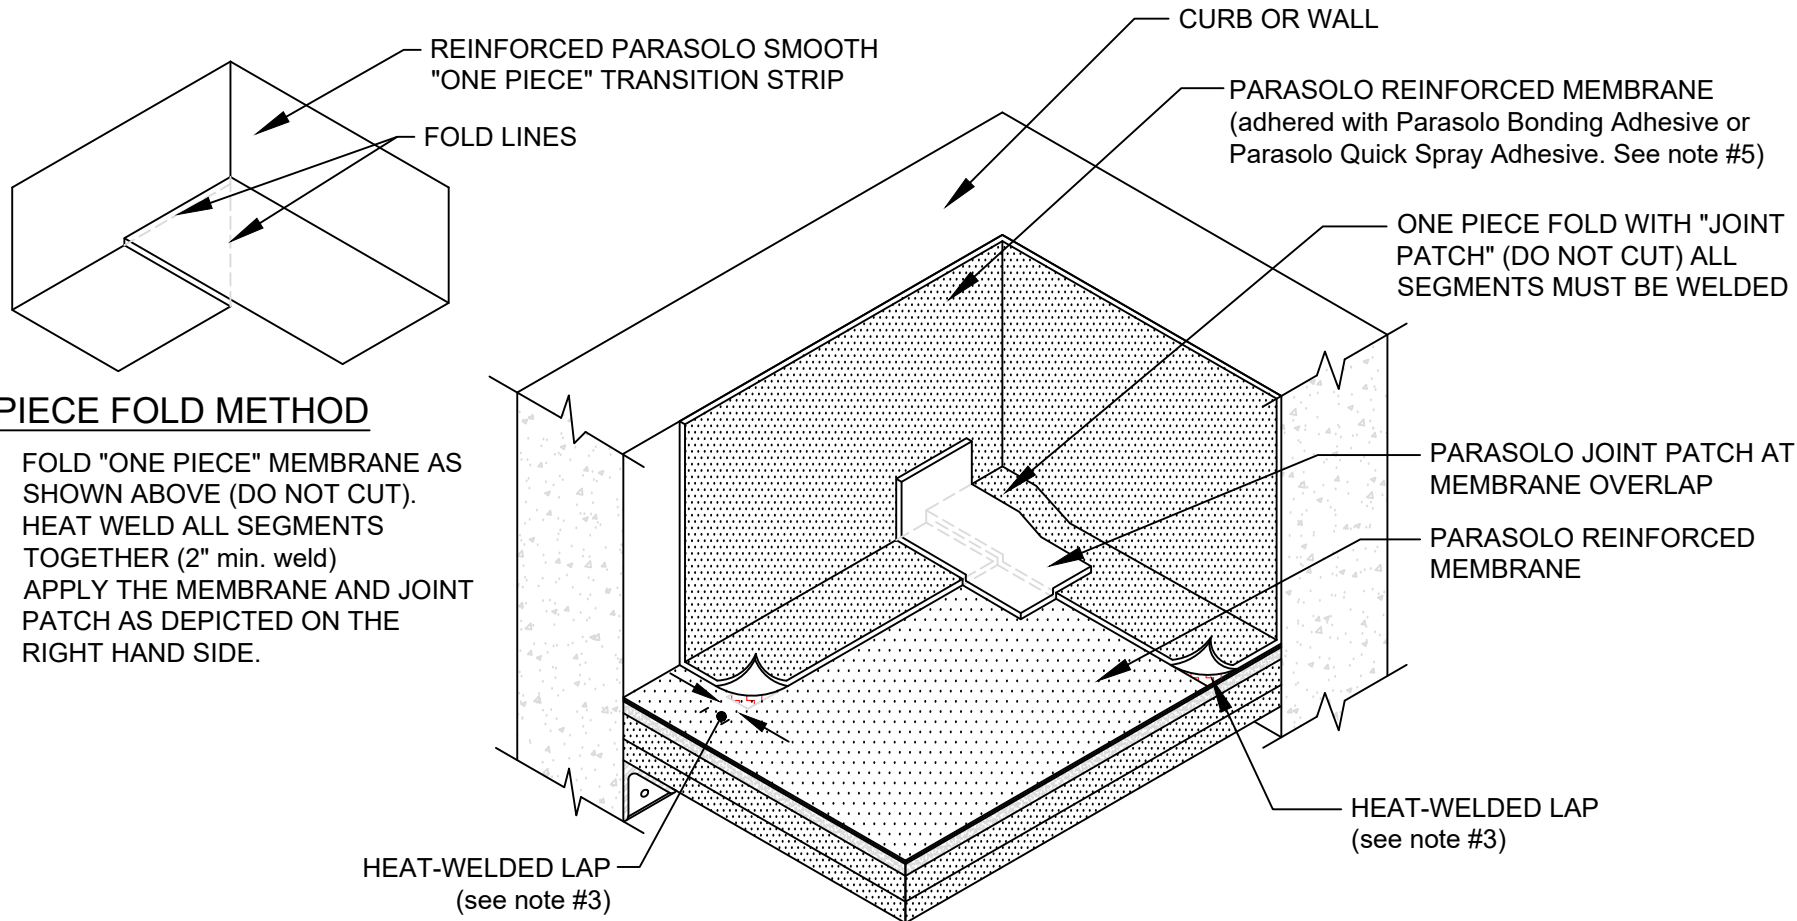 REINFORCED PARASOLO SMOOTH
"ONE PIECE" TRANSITION STRIP
FOLD LINES
PIECE FOLD METHOD
FOLD "ONE PIECE" MEMBRANE AS
SHOWN ABOVE (DO NOT CUT).
HEAT WELD ALL SEGMENTS
TOGETHER (2" min. weld)
APPLY THE MEMBRANE AND JOINT
PATCH AS DEPICTED ON THE
RIGHT HAND SIDE.
CURB OR WALL
PARASOLO REINFORCED MEMBRANE
(adhered with Parasolo Bonding Adhesive or
Parasolo Quick Spray Adhesive. See note #5)
ONE PIECE FOLD WITH "JOINT
PATCH" (DO NOT CUT) ALL
SEGMENTS MUST BE WELDED
PARASOLO JOINT PATCH AT
MEMBRANE OVERLAP
PARASOLO REINFORCED
MEMBRANE
HEAT-WELDED LAP
(see note #3)
HEAT-WELDED LAP
(see note #3)